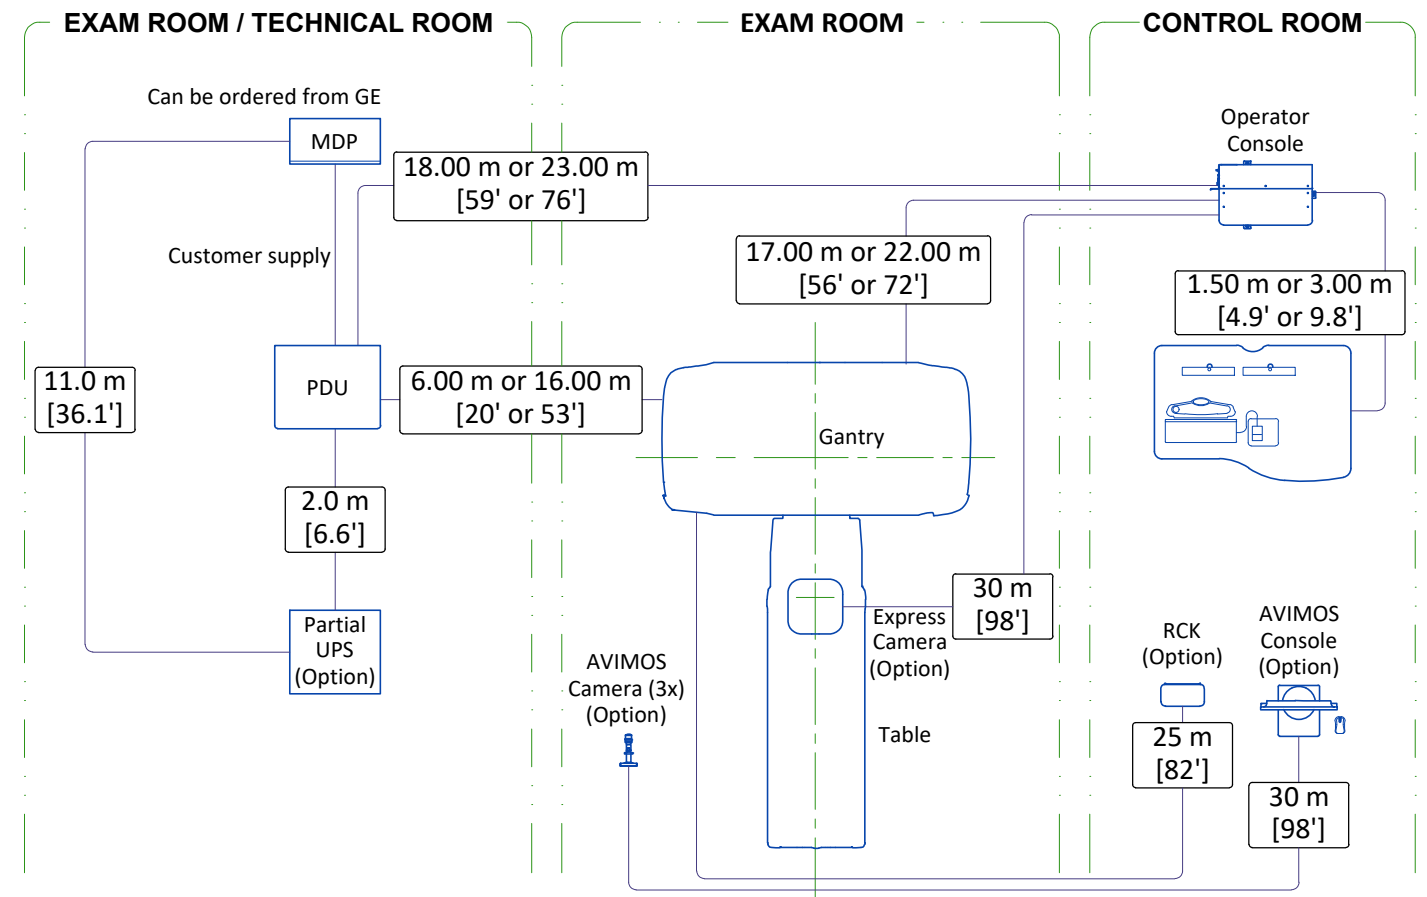 EXAM ROOM / TECHNICAL ROOM
EXAM ROOM
CONTROL ROOM
Can be ordered from GE
MDP
18.00 m or 23.00 m
[59' or 76']
Operator
Console
Customer supply
17.00 m or 22.00 m
[56' or 72']
1.50 m or 3.00 m
[4.9' or 9.8']
11.0 m
[36.1']
PDU
6.00 m or 16.00 m
[20' or 53']
Gantry
2.0 m
[6.6']
Partial
UPS
(Option)
30 m
[98']
Express
Camera
(Option)
AVIMOS
Camera (3x)
(Option)
Table
RCK
(Option)
AVIMOS
Console
(Option)
25 m
[82']
30 m
[98']